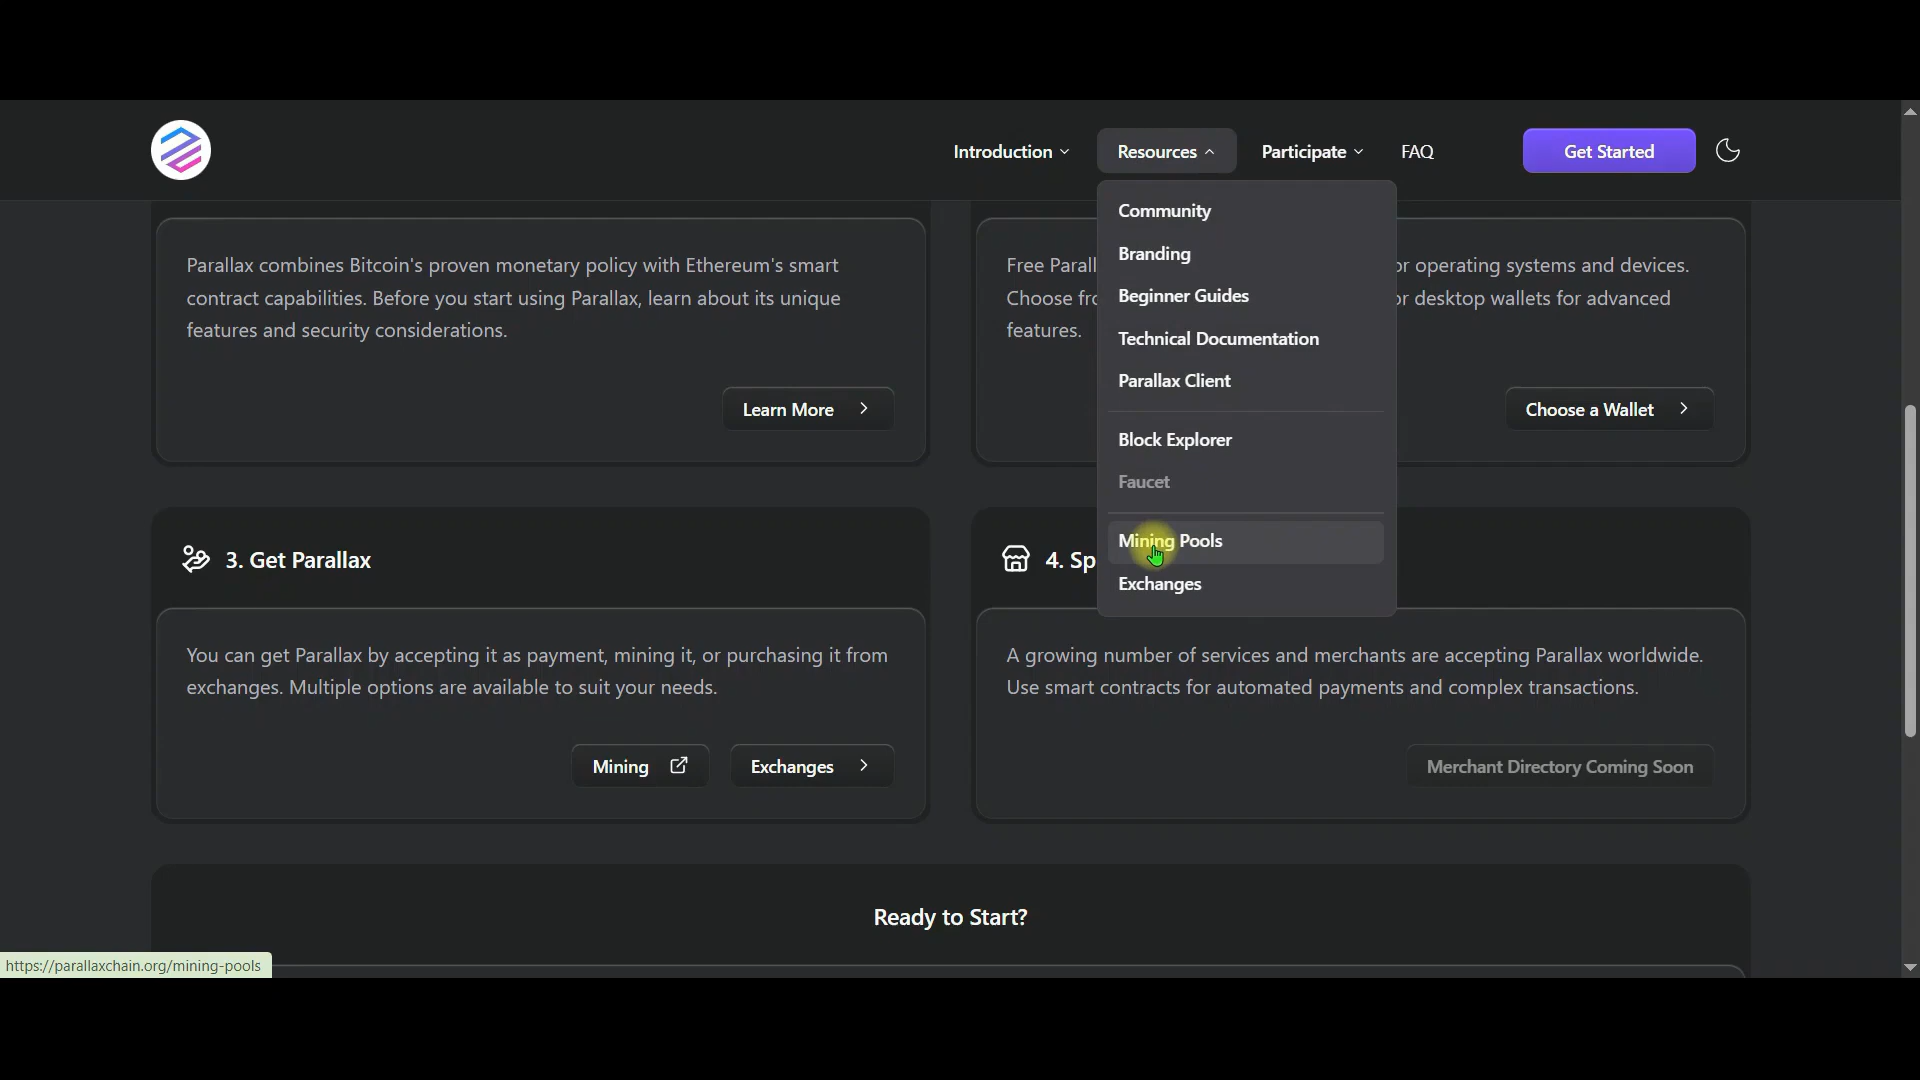 Introduction
Resources
Participate
FAQ
Get Started
Community
Branding
Beginner Guides
Technical Documentation
Parallax Client
Block Explorer
Faucet
Mining Pools
Exchanges
Parallax combines Bitcoin's proven monetary policy with Ethereum's smart
contract capabilities. Before you start using Parallax, learn about its unique
features and security considerations.
Learn More
Free Parall
or operating systems and devices.
Choose fro
or desktop wallets for advanced
features.
Choose a Wallet
3. Get Parallax
You can get Parallax by accepting it as payment, mining it, or purchasing it from
exchanges. Multiple options are available to suit your needs.
Mining
Exchanges
4. Sp
A growing number of services and merchants are accepting Parallax worldwide.
Use smart contracts for automated payments and complex transactions.
Merchant Directory Coming Soon
Ready to Start?
https://parallaxchain.org/mining-pools